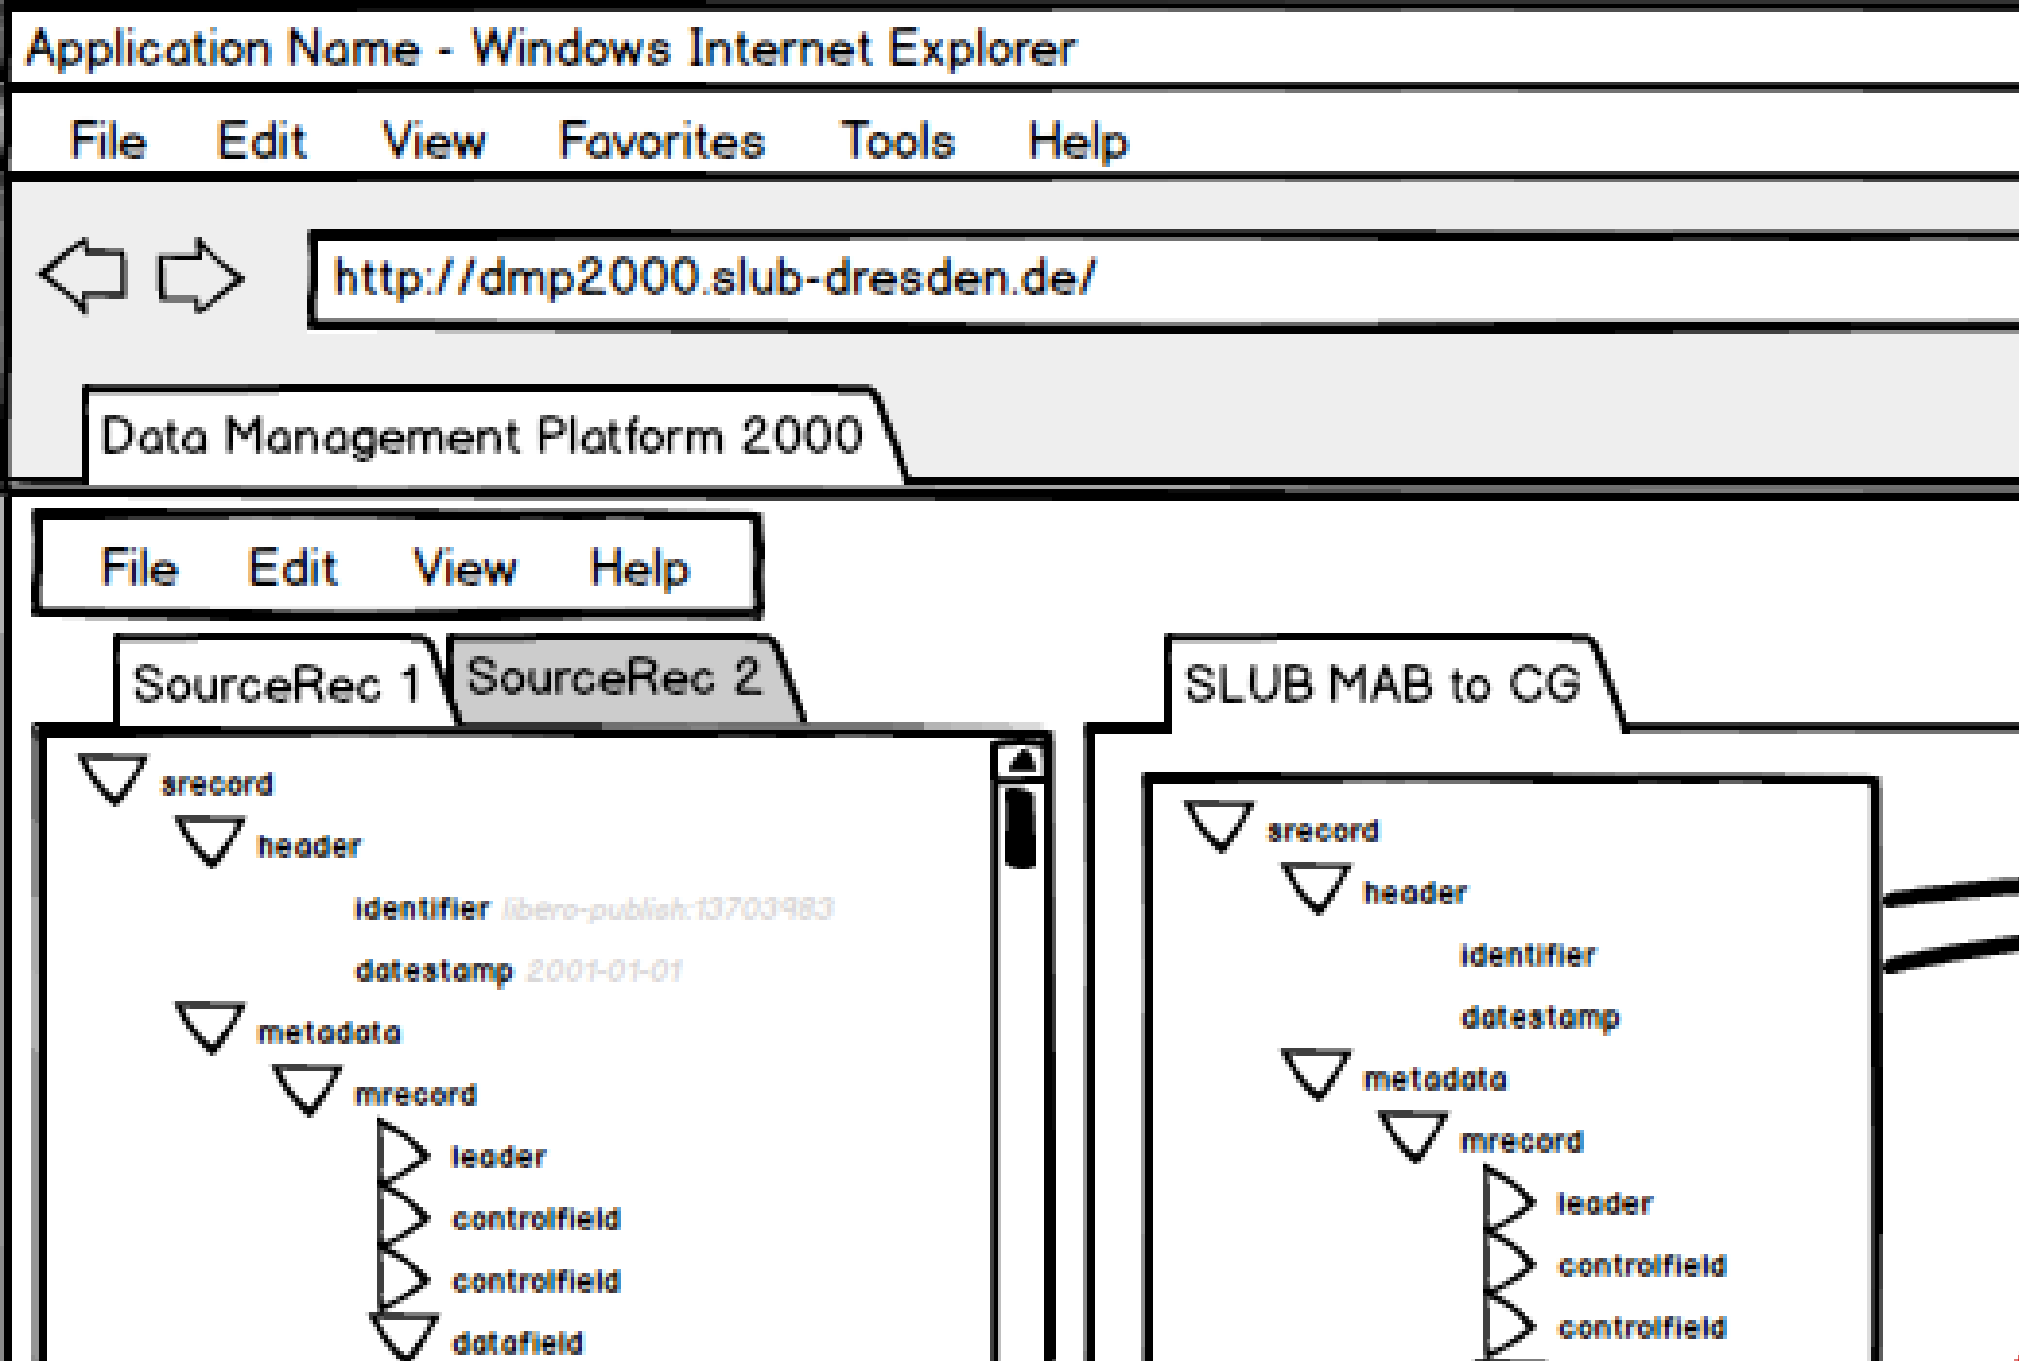 Application Name - Windows Internet Explorer
File Edit View Favorites Tools Help
http://dmp2000.slub-dresden.de/
Data Management Platform 2000
File Edit View Help
SourceRec 1 SourceRec 2
srecord
header
identifier libero-publish:13703983
datestamp 2001-01-01
metadata
mrecord
leader
controlfield
controlfield
datafield
SLUB MAB to CG
srecord
header
identifier
datestamp
metadata
mrecord
leader
controlfield
controlfield